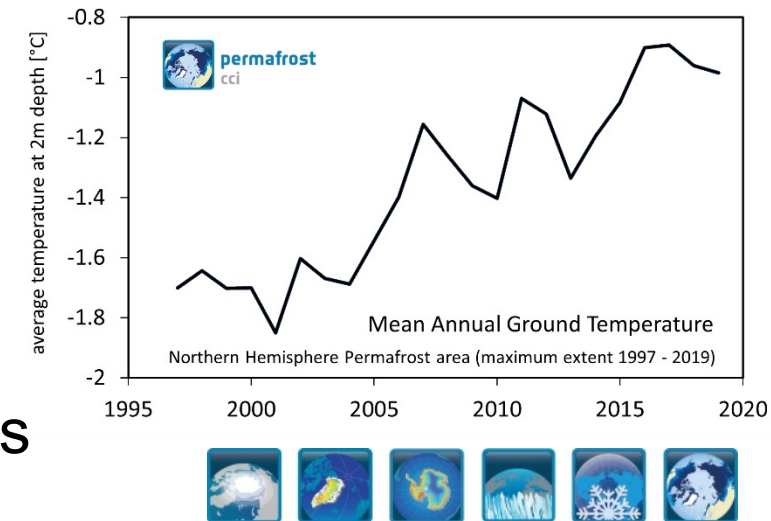 average temperature at 2m depth [°C]
-0.8
-1
-1.2
-1.4
-1.6
-1.8
-2
permafrost
cci
Mean Annual Ground Temperature
Northern Hemisphere Permafrost area (maximum extent 1997 - 2019)
1995 2000 2005 2010 2015 2020
s